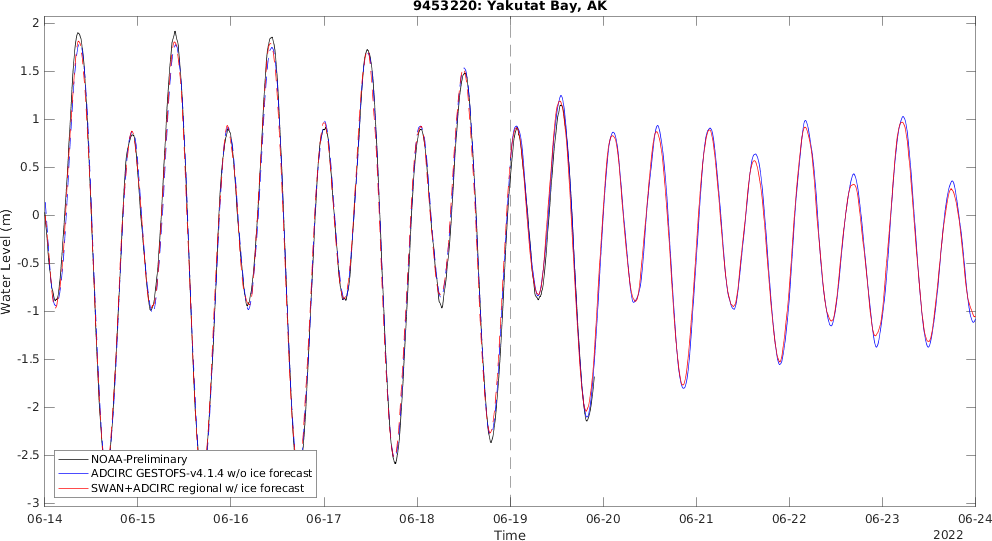 9453220: Yakutat Bay, AK
Water Level (m)
2
1.5
1
0.5
0
-0.5
-1
-1.5
-2
-2.5
-3
NOAA-Preliminary
ADCIRC GESTOFS-v4.1.4 w/o ice forecast
SWAN+ADCIRC regional w/ ice forecast
06-14 06-15 06-16 06-17 06-18 06-19 06-20 06-21 06-22 06-23 06-24
Time
2022